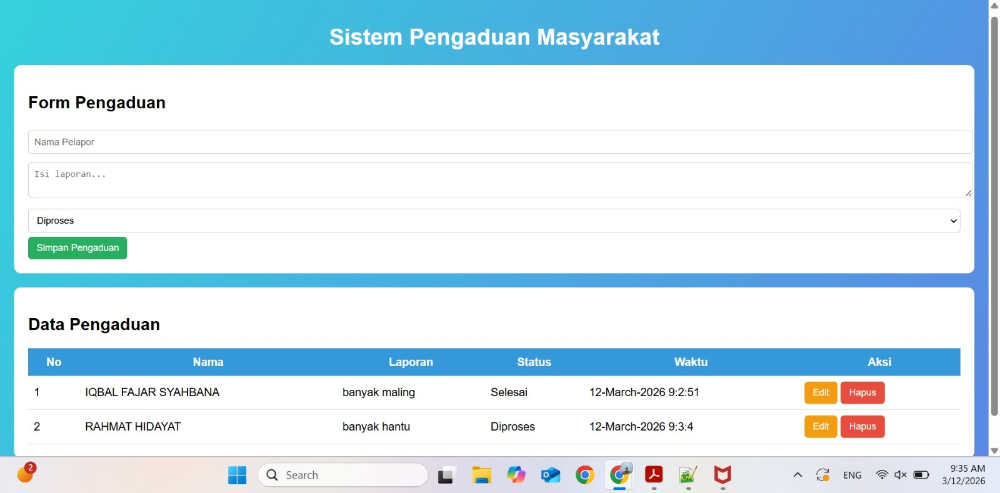 Sistem Pengaduan Masyarakat
Form Pengaduan
Nama Pelapor
Isi laporan...
Diproses
Simpan Pengaduan
Data Pengaduan
No Nama Laporan Status Waktu Aksi
1 IQBAL FAJAR SYAHBANA banyak maling Selesai 12-March-2026 9:2:51 Edit Hapus
2 RAHMAT HIDAYAT banyak hantu Diproses 12-March-2026 9:3:4 Edit Hapus
2 Search ENG 9:35 AM
3/12/2026